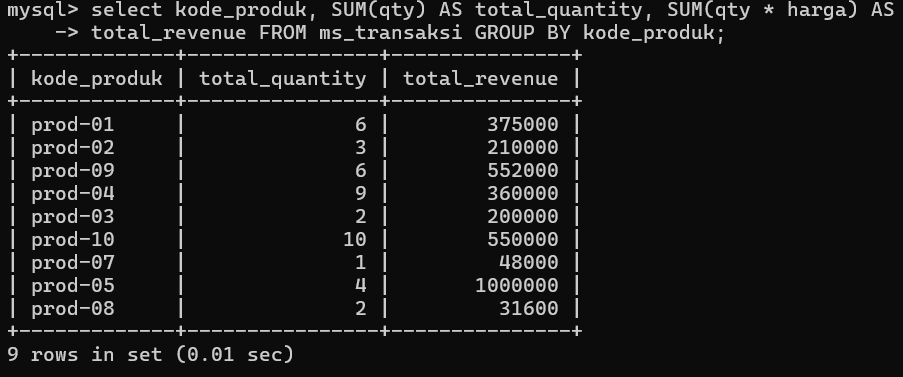 mysql> select kode_produk, SUM(qty) AS total_quantity, SUM(qty * harga) AS
    -> total_revenue FROM ms_transaksi GROUP BY kode_produk;
+-------------+----------------+---------------+
| kode_produk | total_quantity | total_revenue |
+-------------+----------------+---------------+
| prod-01     |              6 |        375000 |
| prod-02     |              3 |        210000 |
| prod-09     |              6 |        552000 |
| prod-04     |              9 |        360000 |
| prod-03     |              2 |        200000 |
| prod-10     |             10 |        550000 |
| prod-07     |              1 |         48000 |
| prod-05     |              4 |       1000000 |
| prod-08     |              2 |         31600 |
+-------------+----------------+---------------+
9 rows in set (0.01 sec)